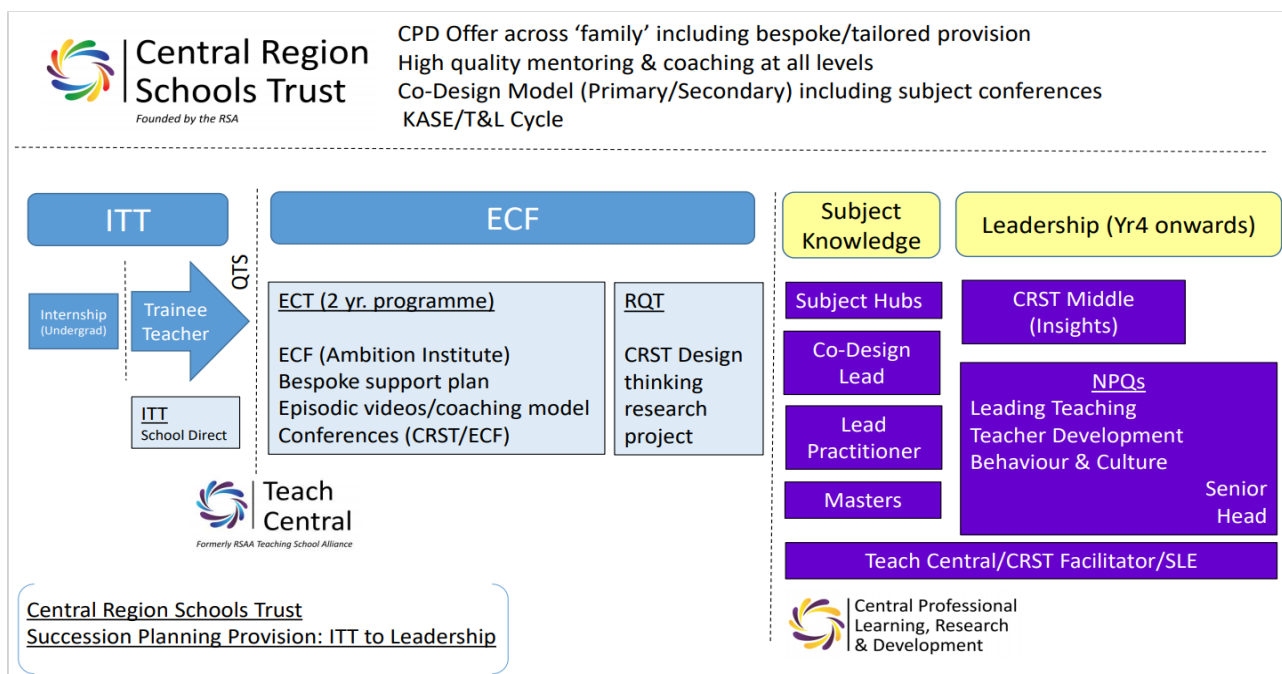 Central Region
Schools Trust
Founded by the RSA
CPD Offer across ‘family’ including bespoke/tailored provision
High quality mentoring & coaching at all levels
Co-Design Model (Primary/Secondary) including subject conferences
KASE/T&L Cycle
ITT
QTS
ECF
Subject
Knowledge
Leadership (Yr4 onwards)
Internship
(Undergrad)
Trainee
Teacher
ITT
School Direct
ECT (2 yr. programme)
ECF (Ambition Institute)
Bespoke support plan
Episodic videos/coaching model
Conferences (CRST/ECF)
RQT
CRST Design
thinking
research
project
Subject Hubs
Co-Design
Lead
Lead
Practitioner
Masters
CRST Middle
(Insights)
NPQs
Leading Teaching
Teacher Development
Behaviour & Culture
Senior
Head
Teach Central/CRST Facilitator/SLE
Teach
Central
Formerly RSAA Teaching School Alliance
Central Region Schools Trust
Succession Planning Provision: ITT to Leadership
Central Professional
Learning, Research
& Development